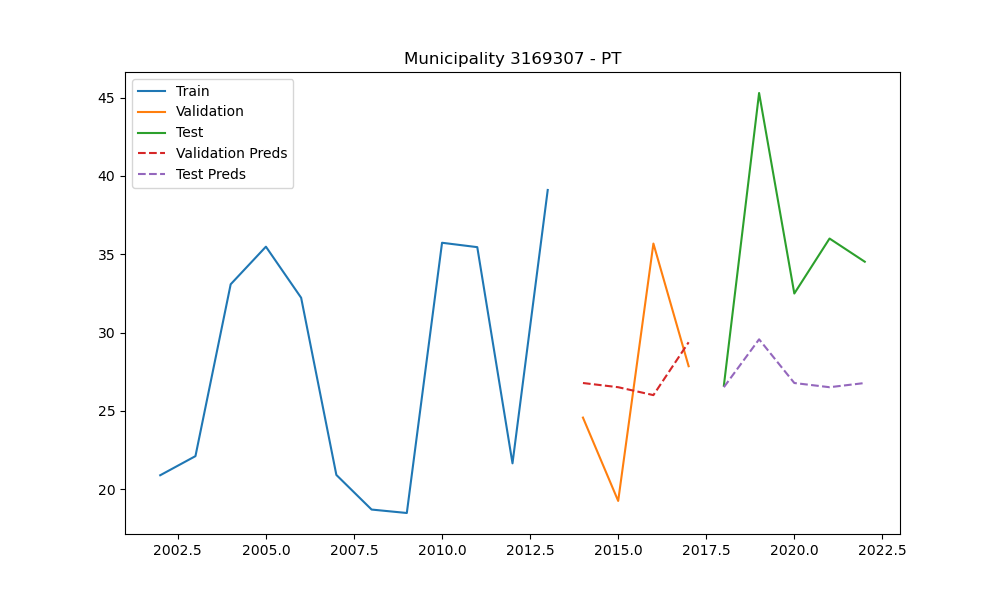 Municipality 3169307 - PT
Train
Validation
Test
Validation Preds
Test Preds
45
40
35
30
25
20
2002.5 2005.0 2007.5 2010.0 2012.5 2015.0 2017.5 2020.0 2022.5